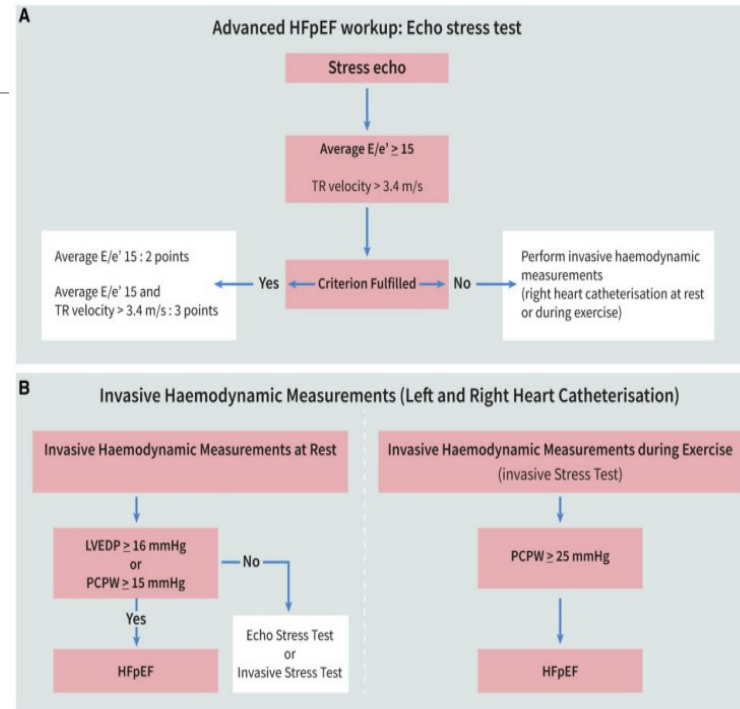 A
Advanced HFpEF workup: Echo stress test
Stress echo
Average E/e' ≥ 15
TR velocity > 3.4 m/s
Average E/e' 15 : 2 points
Average E/e' 15 and
TR velocity > 3.4 m/s : 3 points
Yes
Criterion Fulfilled
No
Perform invasive haemodynamic
measurements
(right heart catheterisation at rest
or during exercise)
B
Invasive Haemodynamic Measurements (Left and Right Heart Catheterisation)
Invasive Haemodynamic Measurements at Rest
LVEDP ≥ 16 mmHg
or
PCPW ≥ 15 mmHg
No
Yes
Echo Stress Test
or
Invasive Stress Test
HFpEF
Invasive Haemodynamic Measurements during Exercise
(invasive Stress Test)
PCPW ≥ 25 mmHg
HFpEF